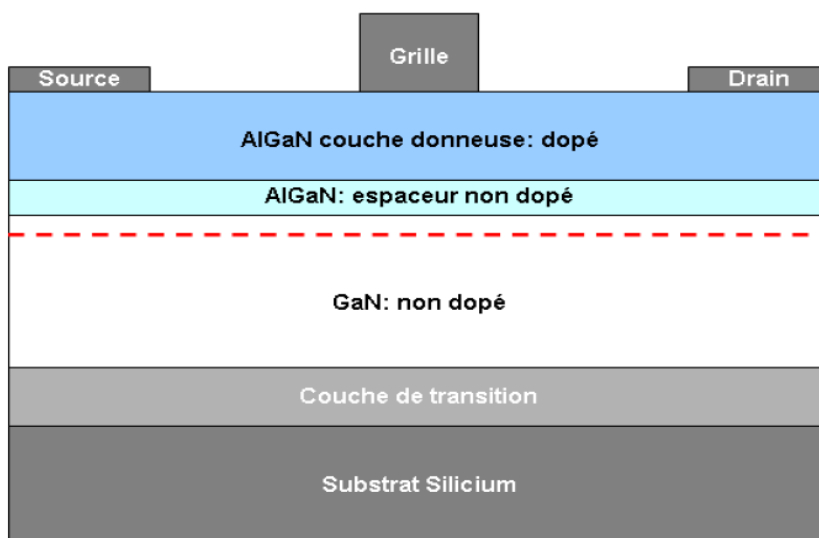 Grille
Source
Drain
AlGaN couche donneuse: dopé
AlGaN: espaceur non dopé
GaN: non dopé
Couche de transition
Substrat Silicium